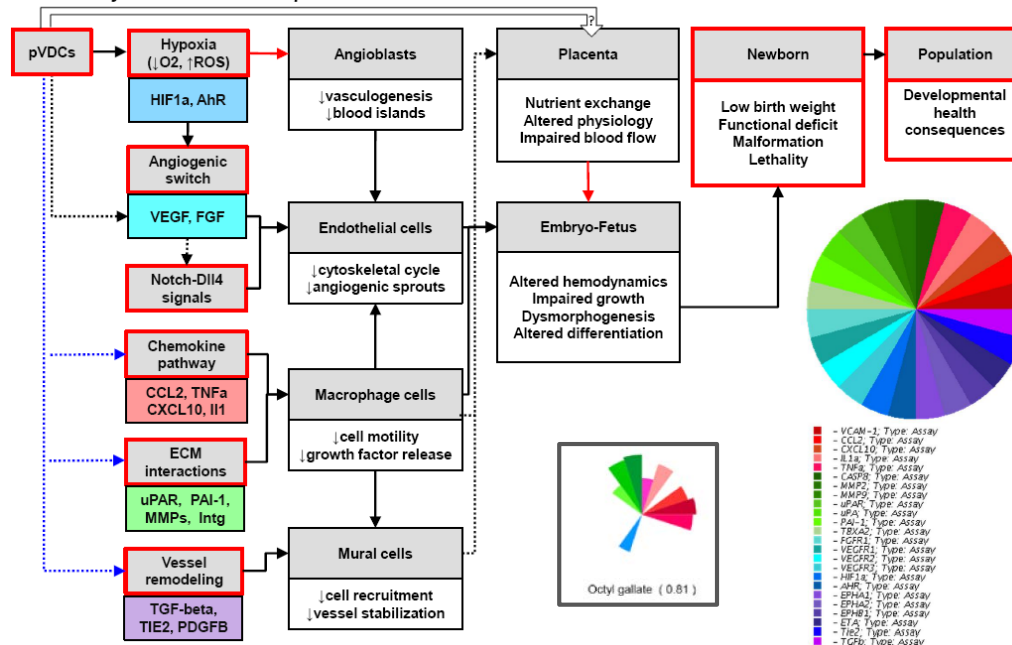 ?
pVDCs
Hypoxia
(↓O2, ↑ROS)
HIF1a, AhR
Angiogenic
switch
VEGF, FGF
Notch-Dll4
signals
Chemokine
pathway
CCL2, TNFa
CXCL10, Il1
ECM
interactions
uPAR, PAI-1,
MMPs, Intg
Vessel
remodeling
TGF-beta,
TIE2, PDGFB
Angioblasts
↓vasculogenesis
↓blood islands
Endothelial cells
↓cytoskeletal cycle
↓angiogenic sprouts
Macrophage cells
↓cell motility
↓growth factor release
Mural cells
↓cell recruitment
↓vessel stabilization
Placenta
Nutrient exchange
Altered physiology
Impaired blood flow
Embryo-Fetus
Altered hemodynamics
Impaired growth
Dysmorphogenesis
Altered differentiation
Newborn
Low birth weight
Functional deficit
Malformation
Lethality
Population
Developmental
health
consequences
Octyl gallate ( 0.81 )
- VCAM-1; Type: Assay
- CCL2; Type: Assay
- CXCL10; Type: Assay
- IL1a; Type: Assay
- TNFa; Type: Assay
- CASP8; Type: Assay
- MMP2; Type: Assay
- MMP9; Type: Assay
- uPAR; Type: Assay
- uPA; Type: Assay
- PAI-1; Type: Assay
- TBXA2; Type: Assay
- FGFR1; Type: Assay
- VEGFR1; Type: Assay
- VEGFR2; Type: Assay
- VEGFR3; Type: Assay
- HIF1a; Type: Assay
- AHR; Type: Assay
- EPHA1; Type: Assay
- EPHA2; Type: Assay
- EPHB1; Type: Assay
- ETA; Type: Assay
- Tie2; Type: Assay
- TGFb; Type: Assay